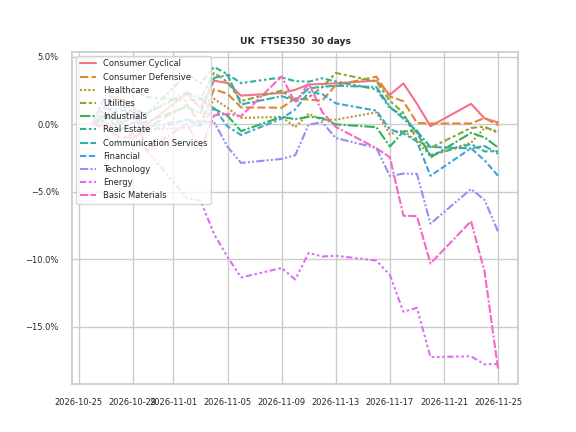 UK  FTSE350  30 days
5.0%
0.0%
−5.0%
−10.0%
−15.0%
Consumer Cyclical
Consumer Defensive
Healthcare
Utilities
Industrials
Real Estate
Communication Services
Financial
Technology
Energy
Basic Materials
2026-10-25
2026-10-29
2026-11-01
2026-11-05
2026-11-09
2026-11-13
2026-11-17
2026-11-21
2026-11-25